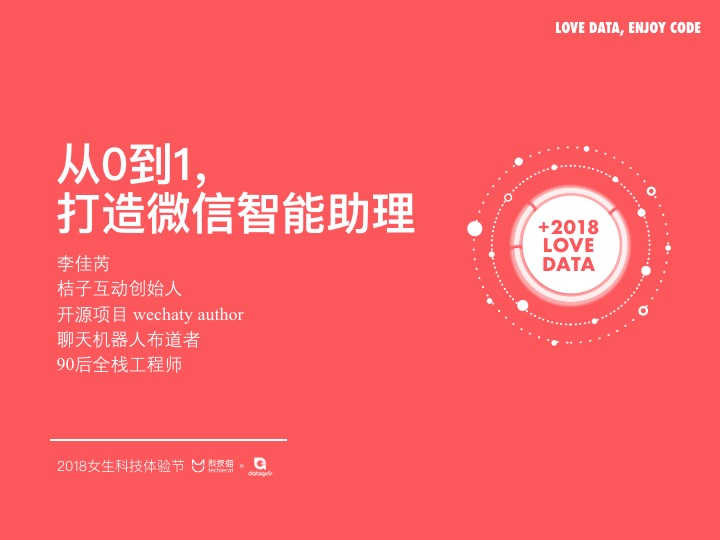 LOVE DATA, ENJOY CODE
从0到1,
打造微信智能助理
李佳芮
桔子互动创始人
开源项目 wechaty author
聊天机器人布道者
90后全栈工程师
+2018
LOVE
DATA
2018女生科技体验节
techiecat
×